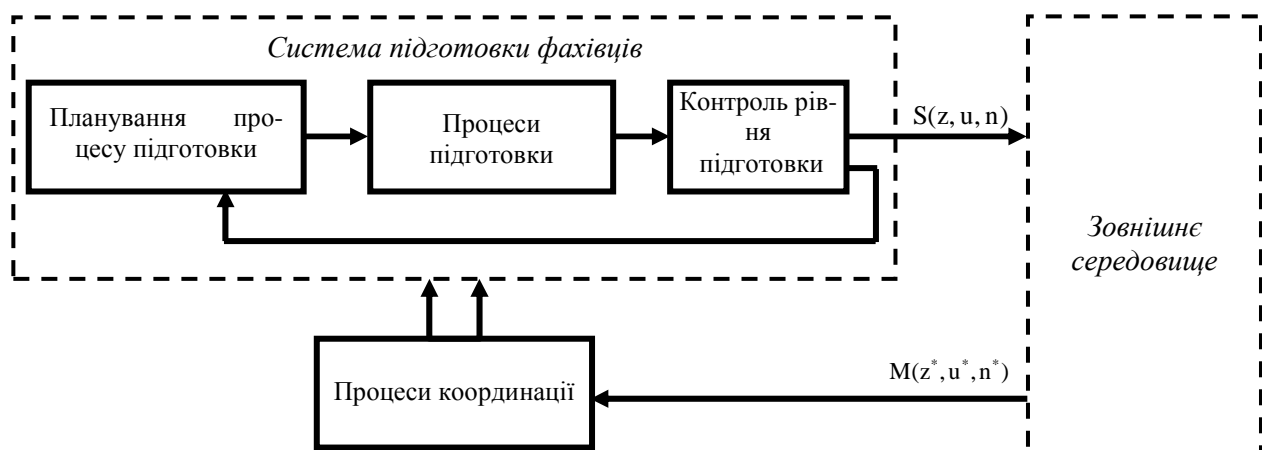 Система підготовки фахівців
Планування про-
цесу підготовки
Процеси
підготовки
Контроль рів-
ня
підготовки
S(z, u, n)
Зовнішнє
середовище
M(z*, u*, n*)
Процеси координації